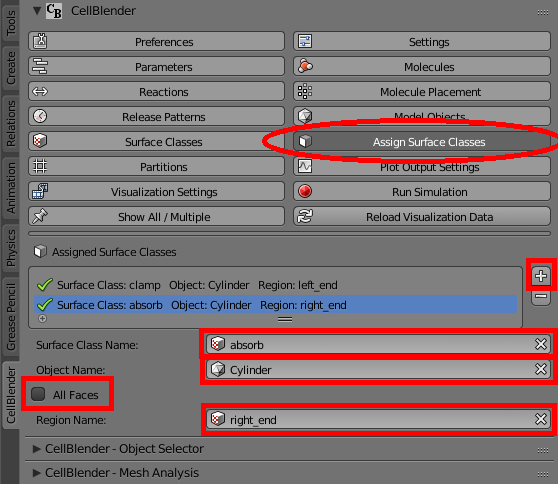 CellBlender
Preferences Settings
Parameters Molecules
Reactions Molecule Placement
Release Patterns Model Objects
Surface Classes Assign Surface Classes
Partitions Plot Output Settings
Visualization Settings Run Simulation
Show All / Multiple Reload Visualization Data
Assigned Surface Classes
Surface Class: clamp Object: Cylinder Region: left_end
Surface Class: absorb Object: Cylinder Region: right_end
Surface Class Name: absorb
Object Name: Cylinder
All Faces
Region Name: right_end
CellBlender - Object Selector
CellBlender - Mesh Analysis
Tools
Create
Relations
Animation
Physics
Grease Pencil
CellBlender